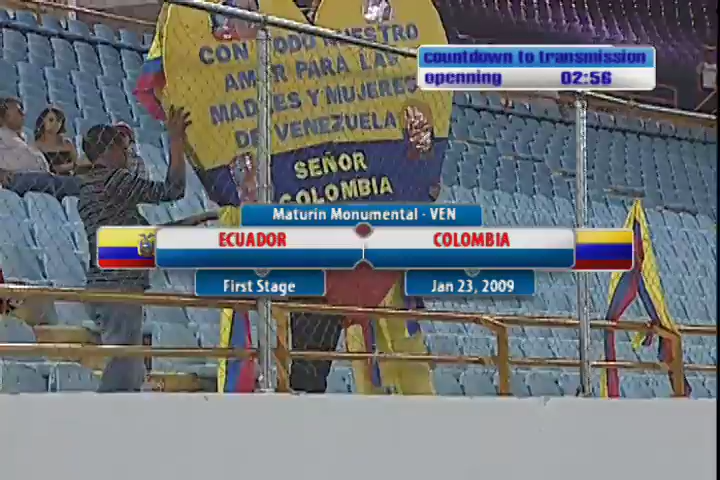 CON TODO NUESTRO
AMOR PARA LAS
MADRES Y MUJERES
DE VENEZUELA
SEÑOR
COLOMBIA
countdown to transmission
openning 02:56
Maturin Monumental - VEN
ECUADOR COLOMBIA
First Stage Jan 23, 2009